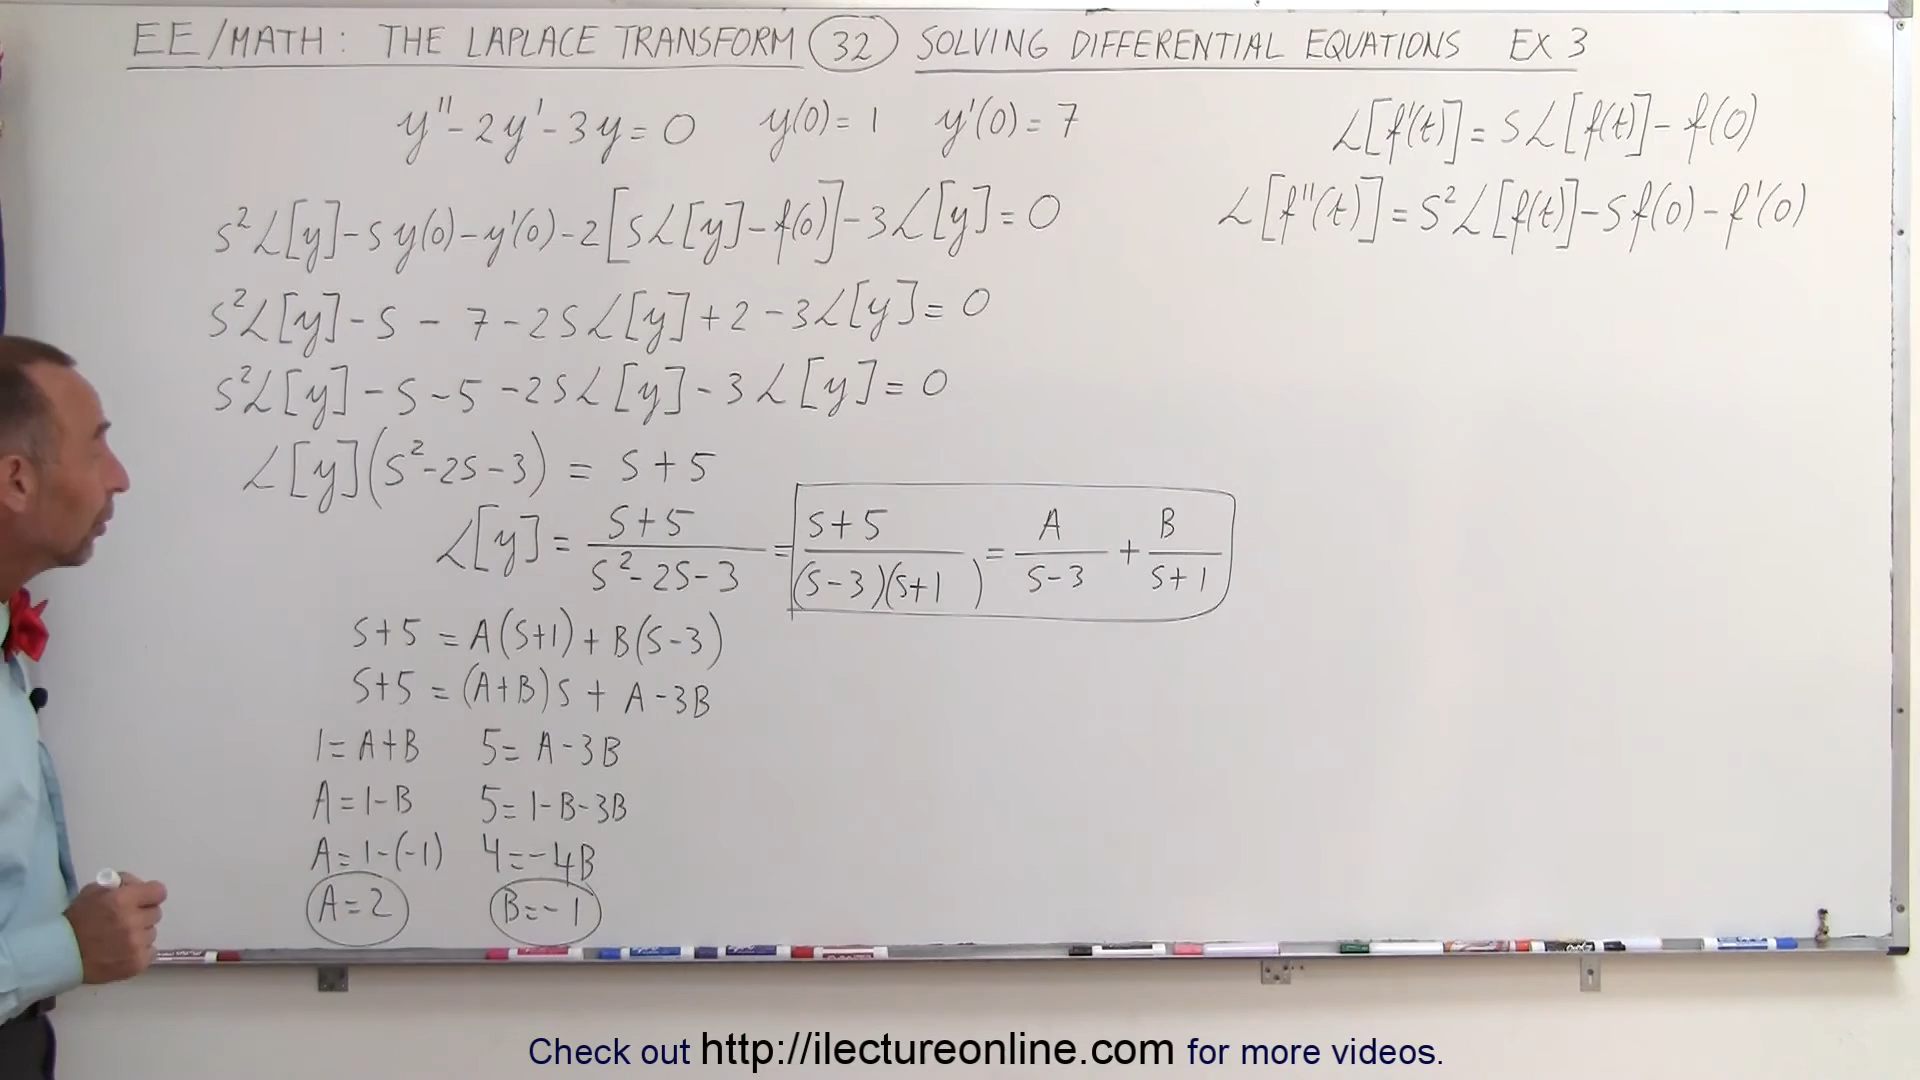 EE/MATH: THE LAPLACE TRANSFORM 32 SOLVING DIFFERENTIAL EQUATIONS EX 3
y'' - 2y' - 3y = 0 y(0) = 1 y'(0) = 7
ℒ[f'(t)] = sℒ[f(t)] - f(0)
ℒ[f''(t)] = s²ℒ[f(t)] - sf(0) - f'(0)
s²ℒ[y] - sy(0) - y'(0) - 2[sℒ[y] - f(0)] - 3ℒ[y] = 0
s²ℒ[y] - s - 7 - 2sℒ[y] + 2 - 3ℒ[y] = 0
s²ℒ[y] - s - 5 - 2sℒ[y] - 3ℒ[y] = 0
ℒ[y](s² - 2s - 3) = s + 5
ℒ[y] = (s+5)/(s² - 2s - 3) = (s+5)/((s-3)(s+1)) = A/(s-3) + B/(s+1)
s+5 = A(s+1) + B(s-3)
s+5 = (A+B)s + A - 3B
1 = A+B 5 = A - 3B
A = 1-B 5 = 1-B-3B
A = 1-(-1) 4 = -4B
A = 2 B = -1
Check out http://ilectureonline.com for more videos.